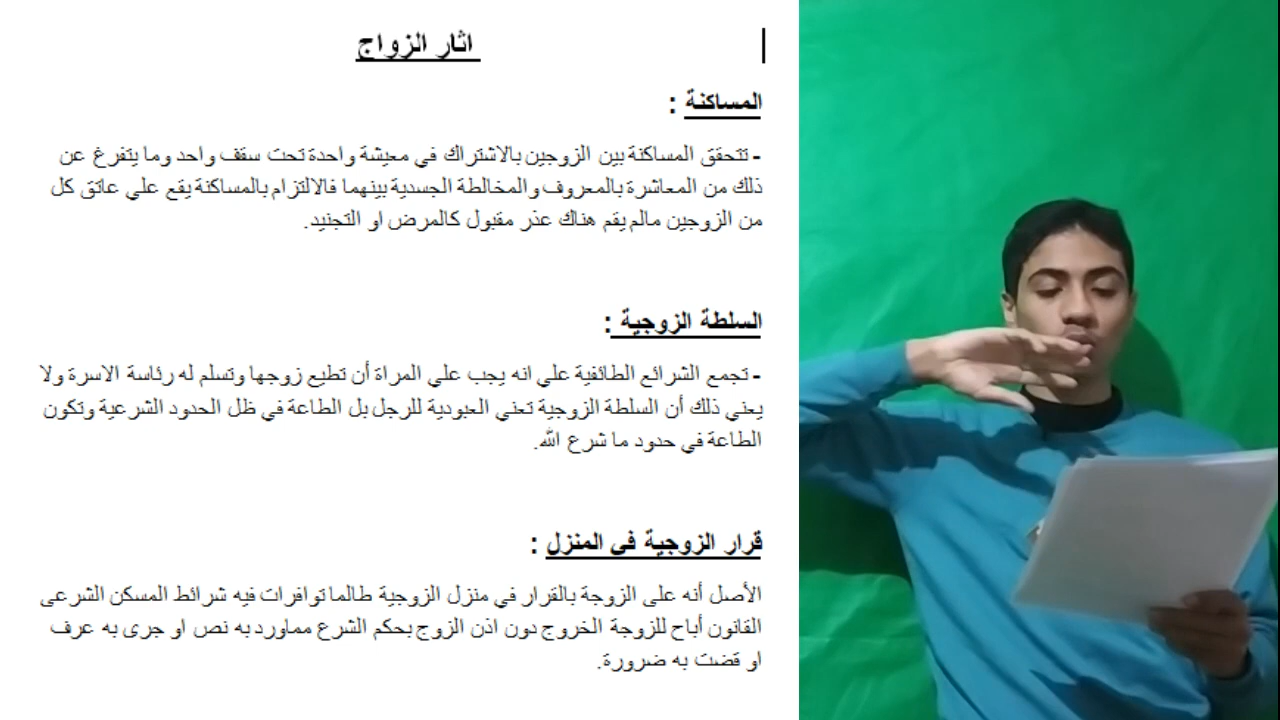 اثار الزواج
المساكنة :
- تتحقق المساكنة بين الزوجين بالاشتراك في معيشة واحدة تحت سقف واحد وما يتفرغ عن
ذلك من المعاشرة بالمعروف والمخالطة الجسدية بينهما فالالتزام بالمساكنة يقع علي عاتق كل
من الزوجين مالم يقم هناك عذر مقبول كالمرض او التجنيد.
السلطة الزوجية :
- تجمع الشرائع الطائفية علي انه يجب علي المراة أن تطيع زوجها وتسلم له رئاسة الاسرة ولا
يعني ذلك أن السلطة الزوجية تعني العبودية للرجل بل الطاعة في ظل الحدود الشرعية وتكون
الطاعة في حدود ما شرع الله.
قرار الزوجية في المنزل :
الأصل أنه على الزوجة بالقرار في منزل الزوجية طالما توافرات فيه شرائط المسكن الشرعى
القانون أباح للزوجة الخروج دون اذن الزوج بحكم الشرع مماورد به نص او جرى به عرف
او قضت به ضرورة.